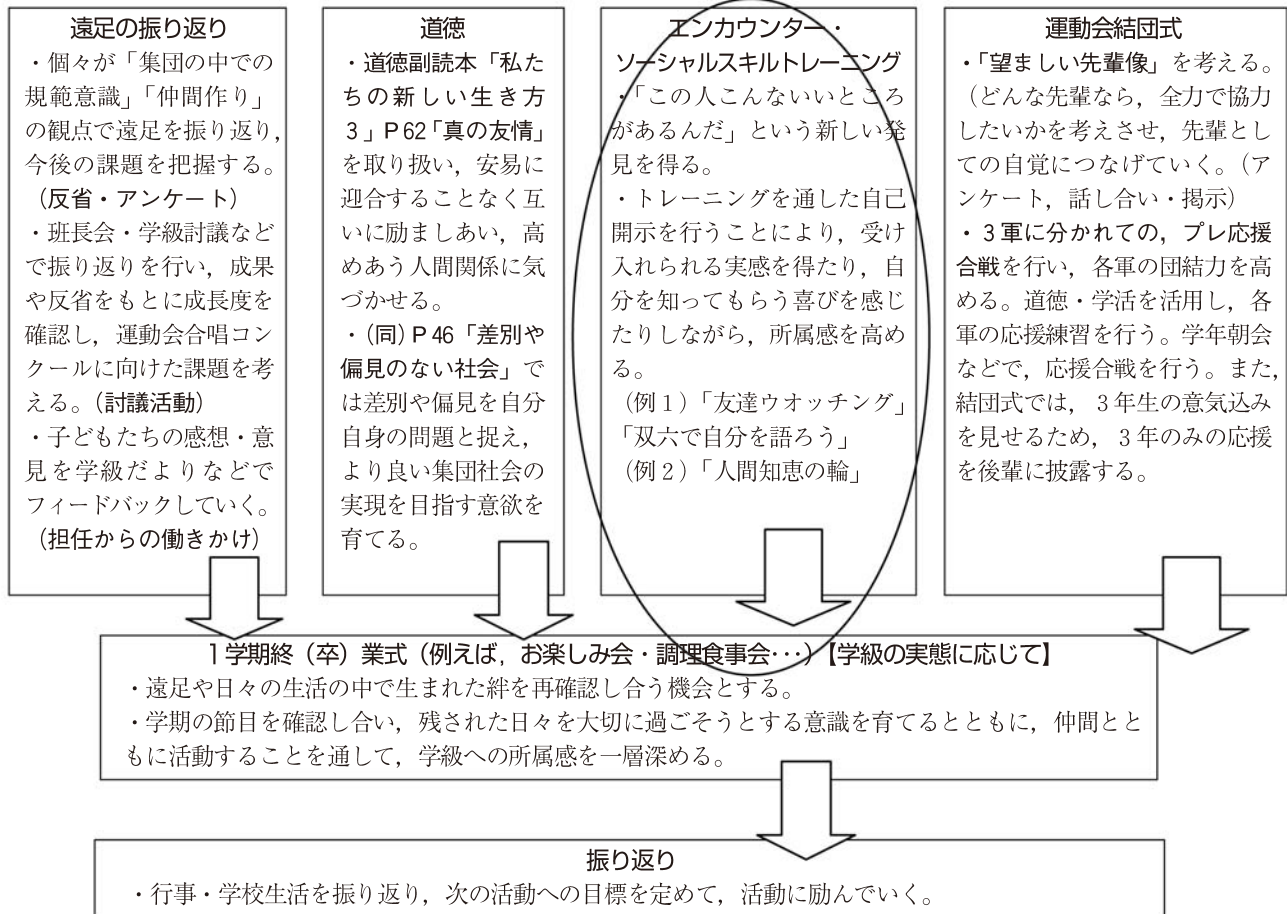 遠足の振り返り
・個々が「集団の中での
規範意識」「仲間作り」
の観点で遠足を振り返り,
今後の課題を把握する。
（反省・アンケート）
・班長会・学級討議など
で振り返りを行い，成果
や反省をもとに成長度を
確認し，運動会合唱コン
クールに向けた課題を考
える。（討議活動）
・子どもたちの感想・意
見を学級だよりなどで
フィードバックしていく。
（担任からの働きかけ）
道徳
・道徳副読本「私た
ちの新しい生き方
３」Ｐ62「真の友情」
を取り扱い，安易に
迎合することなく互
いに励ましあい，高
めあう人間関係に気
づかせる。
・（同）Ｐ46「差別や
偏見のない社会」で
は差別や偏見を自分
自身の問題と捉え，
より良い集団社会の
実現を目指す意欲を
育てる。
エンカウンター・
ソーシャルスキルトレーニング
・「この人こんないいところ
があるんだ」という新しい発
見を得る。
・トレーニングを通した自己
開示を行うことにより，受け
入れられる実感を得たり，自
分を知ってもらう喜びを感じ
たりしながら，所属感を高め
る。
（例１）「友達ウオッチング」
「双六で自分を語ろう」
（例２）「人間知恵の輪」
運動会結団式
・「望ましい先輩像」を考える。
（どんな先輩なら，全力で協力
したいかを考えさせ，先輩とし
ての自覚につなげていく。（ア
ンケート，話し合い・掲示）
・３軍に分かれての，プレ応援
合戦を行い，各軍の団結力を高
める。道徳・学活を活用し，各
軍の応援練習を行う。学年朝会
などで，応援合戦を行う。また，
結団式では，３年生の意気込み
を見せるため，３年のみの応援
を後輩に披露する。
１学期終（卒）業式（例えば，お楽しみ会・調理食事会･･･）【学級の実態に応じて】
・遠足や日々の生活の中で生まれた絆を再確認し合う機会とする。
・学期の節目を確認し合い，残された日々を大切に過ごそうとする意識を育てるとともに，仲間とと
もに活動することを通して，学級への所属感を一層深める。
振り返り
・行事・学校生活を振り返り，次の活動への目標を定めて，活動に励んでいく。